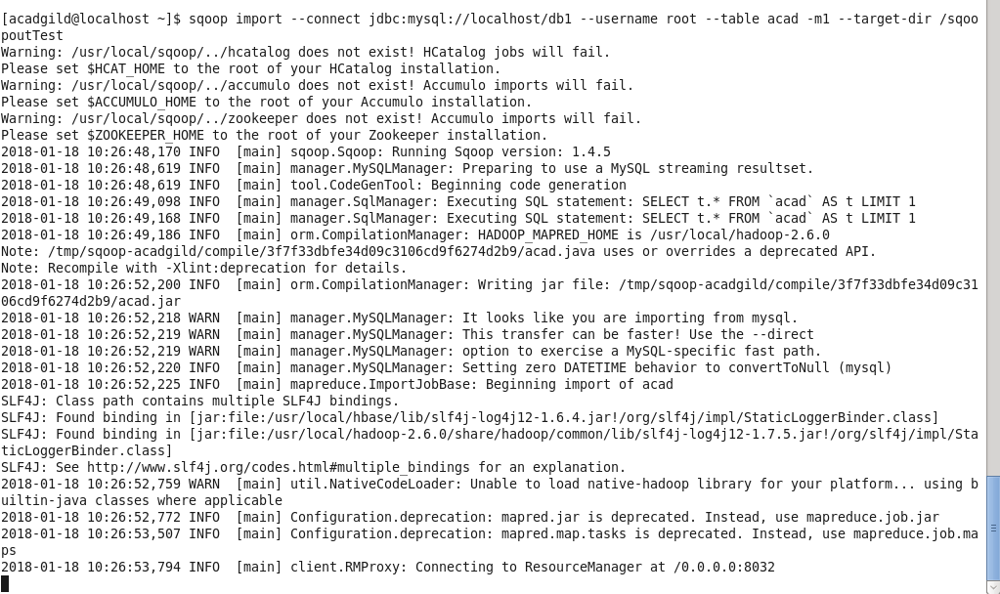 [acadgild@localhost ~]$ sqoop import --connect jdbc:mysql://localhost/db1 --username root --table acad -m1 --target-dir /sqoo
poutTest
Warning: /usr/local/sqoop/../hcatalog does not exist! HCatalog jobs will fail.
Please set $HCAT_HOME to the root of your HCatalog installation.
Warning: /usr/local/sqoop/../accumulo does not exist! Accumulo imports will fail.
Please set $ACCUMULO_HOME to the root of your Accumulo installation.
Warning: /usr/local/sqoop/../zookeeper does not exist! Accumulo imports will fail.
Please set $ZOOKEEPER_HOME to the root of your Zookeeper installation.
2018-01-18 10:26:48,170 INFO  [main] sqoop.Sqoop: Running Sqoop version: 1.4.5
2018-01-18 10:26:48,619 INFO  [main] manager.MySQLManager: Preparing to use a MySQL streaming resultset.
2018-01-18 10:26:48,619 INFO  [main] tool.CodeGenTool: Beginning code generation
2018-01-18 10:26:49,098 INFO  [main] manager.SqlManager: Executing SQL statement: SELECT t.* FROM `acad` AS t LIMIT 1
2018-01-18 10:26:49,168 INFO  [main] manager.SqlManager: Executing SQL statement: SELECT t.* FROM `acad` AS t LIMIT 1
2018-01-18 10:26:49,186 INFO  [main] orm.CompilationManager: HADOOP_MAPRED_HOME is /usr/local/hadoop-2.6.0
Note: /tmp/sqoop-acadgild/compile/3f7f33dbfe34d09c3106cd9f6274d2b9/acad.java uses or overrides a deprecated API.
Note: Recompile with -Xlint:deprecation for details.
2018-01-18 10:26:52,200 INFO  [main] orm.CompilationManager: Writing jar file: /tmp/sqoop-acadgild/compile/3f7f33dbfe34d09c31
06cd9f6274d2b9/acad.jar
2018-01-18 10:26:52,218 WARN  [main] manager.MySQLManager: It looks like you are importing from mysql.
2018-01-18 10:26:52,219 WARN  [main] manager.MySQLManager: This transfer can be faster! Use the --direct
2018-01-18 10:26:52,219 WARN  [main] manager.MySQLManager: option to exercise a MySQL-specific fast path.
2018-01-18 10:26:52,220 INFO  [main] manager.MySQLManager: Setting zero DATETIME behavior to convertToNull (mysql)
2018-01-18 10:26:52,225 INFO  [main] mapreduce.ImportJobBase: Beginning import of acad
SLF4J: Class path contains multiple SLF4J bindings.
SLF4J: Found binding in [jar:file:/usr/local/hbase/lib/slf4j-log4j12-1.6.4.jar!/org/slf4j/impl/StaticLoggerBinder.class]
SLF4J: Found binding in [jar:file:/usr/local/hadoop-2.6.0/share/hadoop/common/lib/slf4j-log4j12-1.7.5.jar!/org/slf4j/impl/Sta
ticLoggerBinder.class]
SLF4J: See http://www.slf4j.org/codes.html#multiple_bindings for an explanation.
2018-01-18 10:26:52,759 WARN  [main] util.NativeCodeLoader: Unable to load native-hadoop library for your platform... using b
uiltin-java classes where applicable
2018-01-18 10:26:52,772 INFO  [main] Configuration.deprecation: mapred.jar is deprecated. Instead, use mapreduce.job.jar
2018-01-18 10:26:53,507 INFO  [main] Configuration.deprecation: mapred.map.tasks is deprecated. Instead, use mapreduce.job.ma
ps
2018-01-18 10:26:53,794 INFO  [main] client.RMProxy: Connecting to ResourceManager at /0.0.0.0:8032